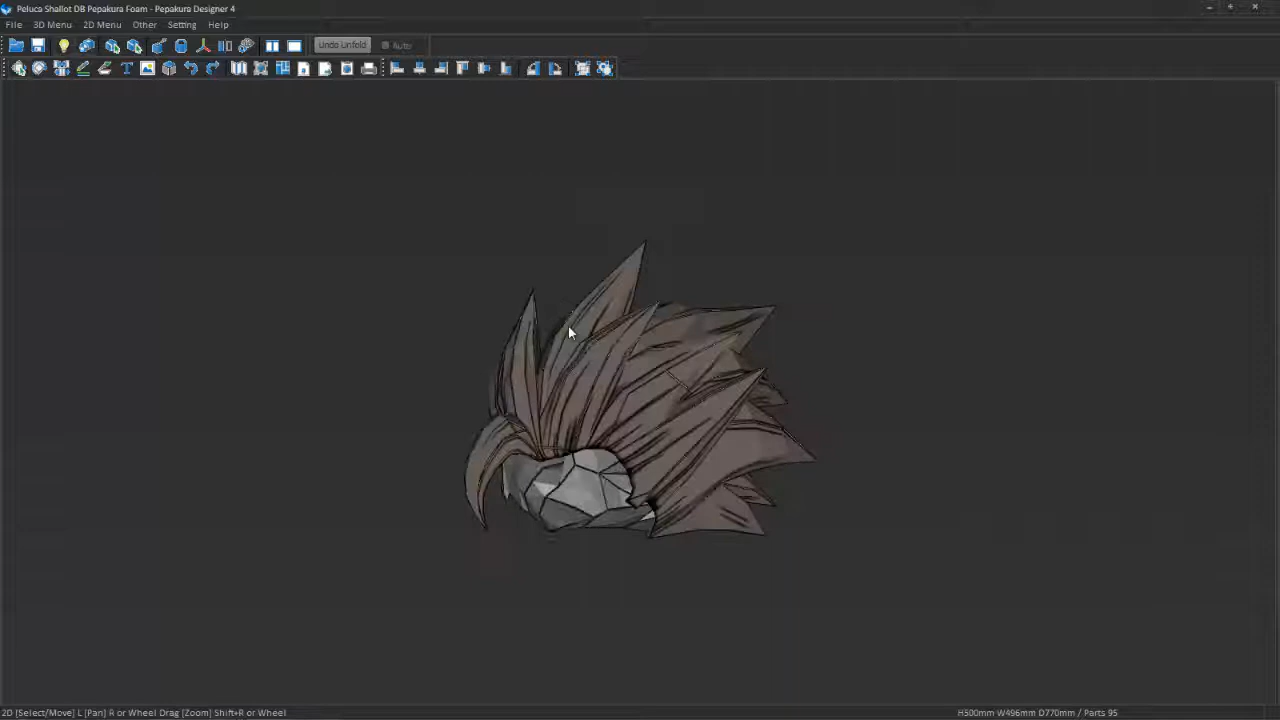 Peluca Shallot DB Pepakura Foam - Pepakura Designer 4
File 3D Menu 2D Menu Other Setting Help
Undo Unfold Auto
2D [Select/Move] L [Pan] R or Wheel Drag [Zoom] Shift+R or Wheel
H500mm W496mm D770mm / Parts 95